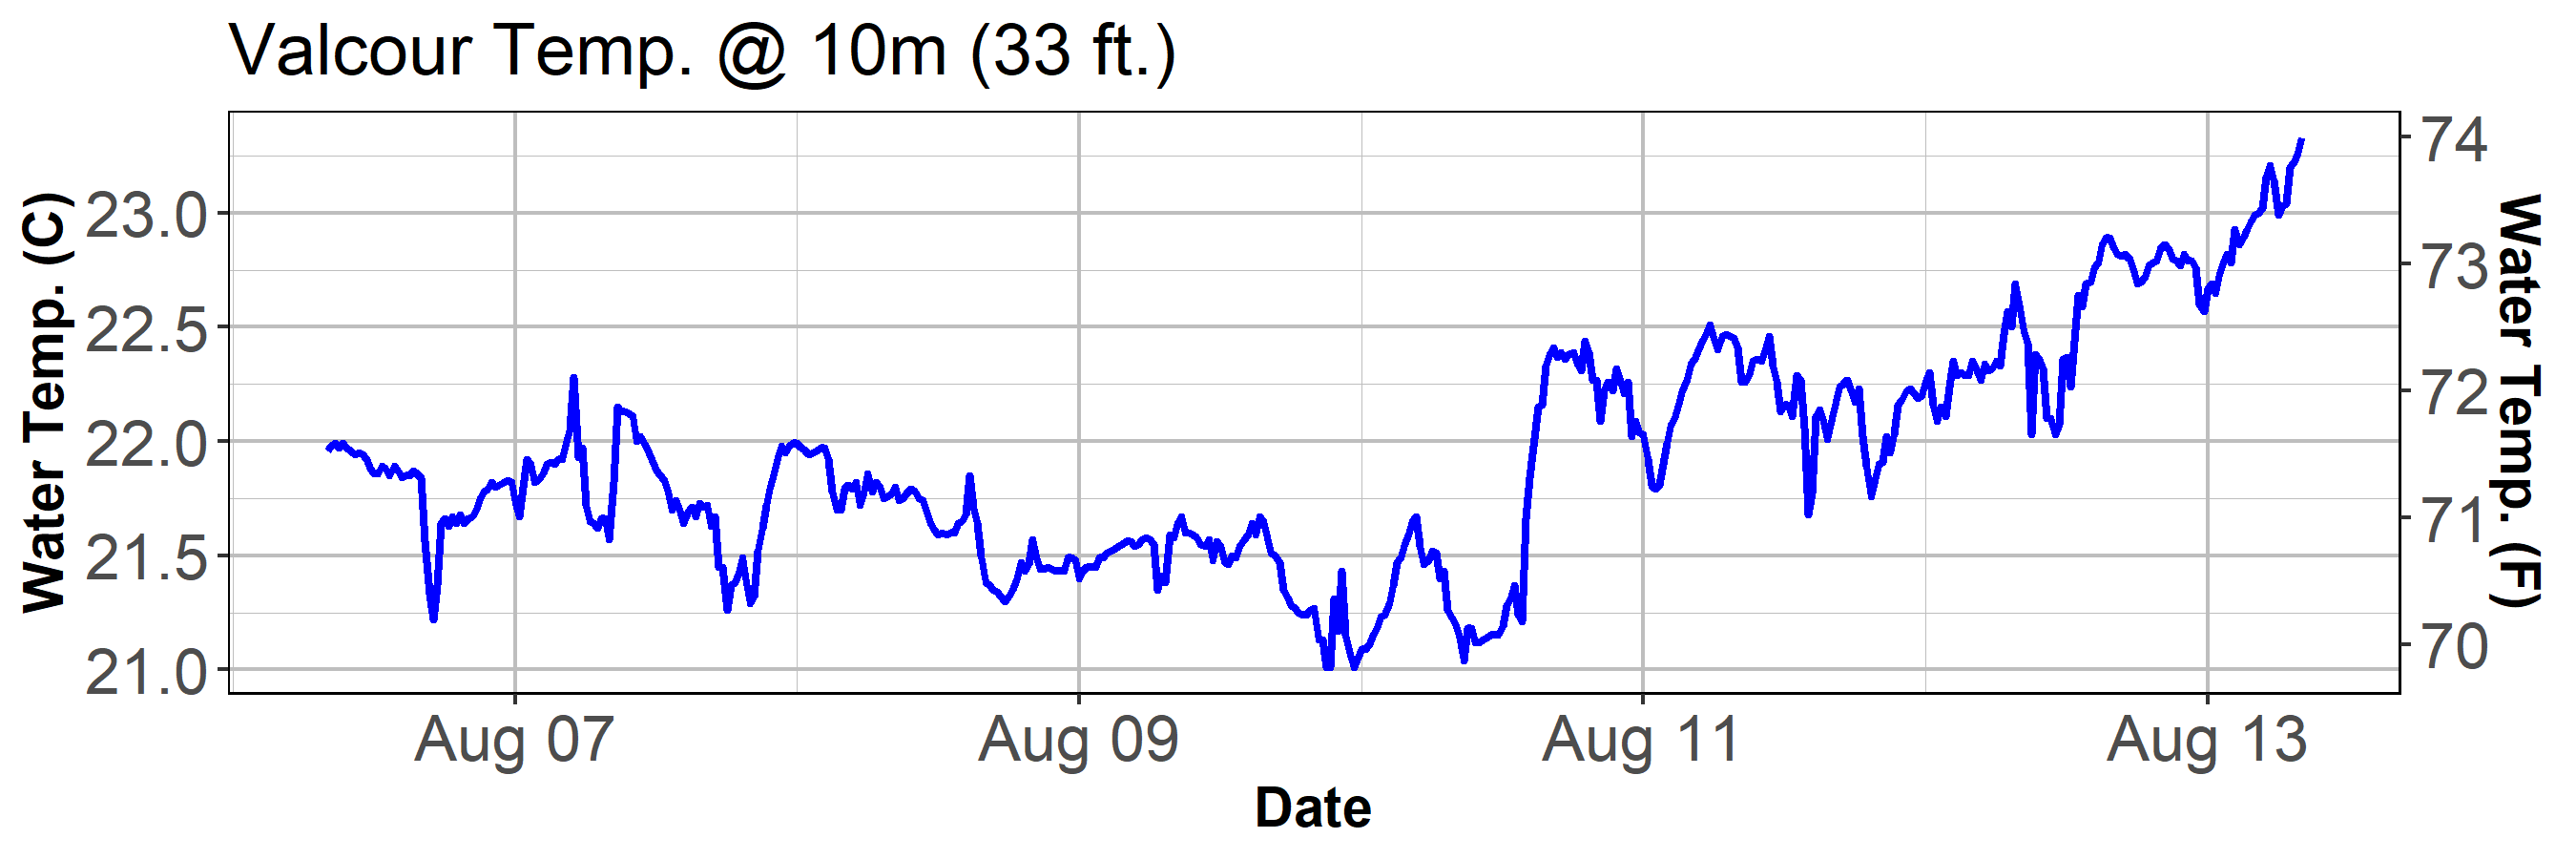 Valcour Temp. @ 10m (33 ft.)
Water Temp. (C)
23.0
22.5
22.0
21.5
21.0
74
73
72
71
70
Water Temp. (F)
Aug 07
Aug 09
Aug 11
Aug 13
Date